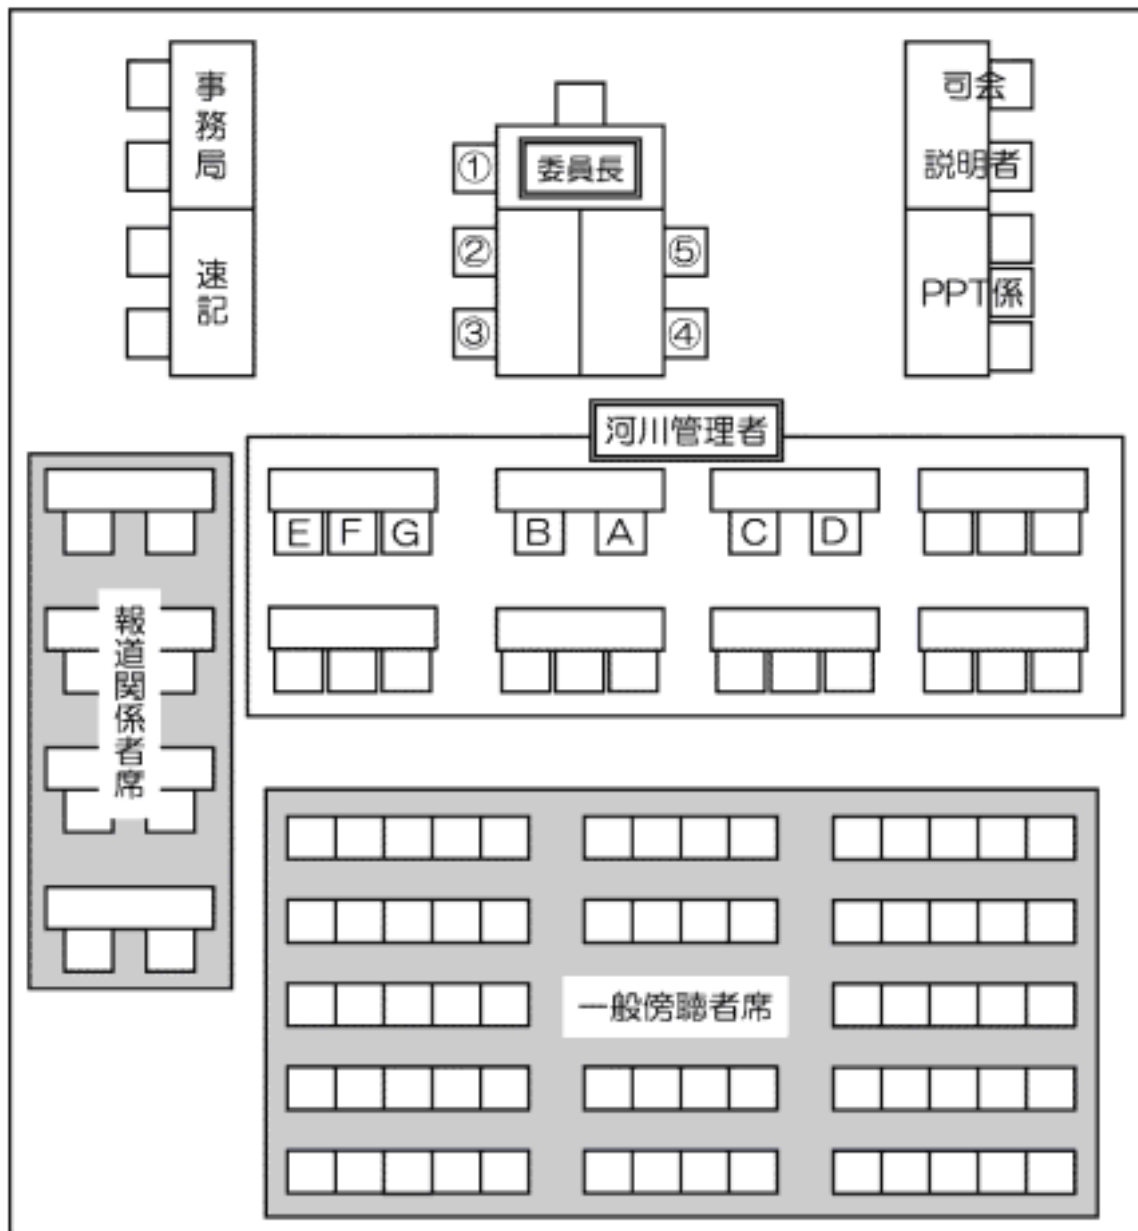 事務局
速記
委員長
①
②
③
⑤
④
司会
説明者
PPT係
河川管理者
E F G B A C D
報道関係者席
一般傍聴者席